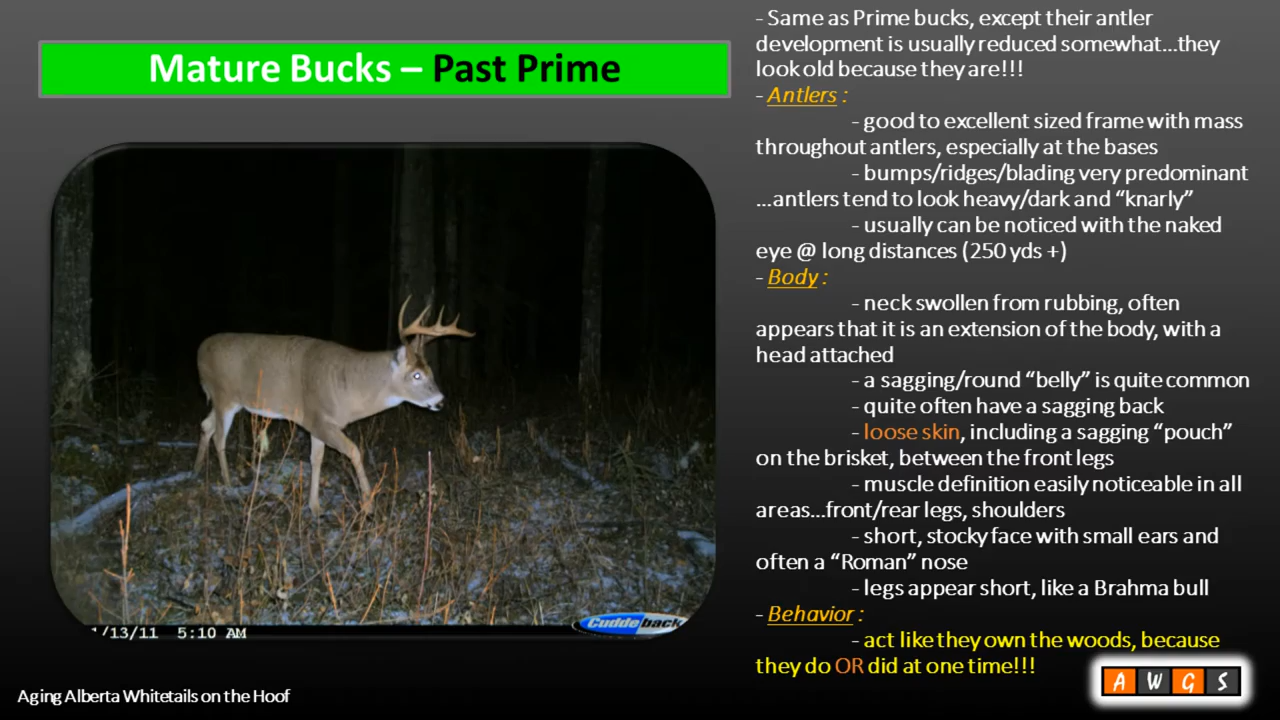 Mature Bucks – Past Prime
- Same as Prime bucks, except their antler
development is usually reduced somewhat...they
look old because they are!!!
- Antlers :
- good to excellent sized frame with mass
throughout antlers, especially at the bases
- bumps/ridges/blading very predominant
...antlers tend to look heavy/dark and “knarly”
- usually can be noticed with the naked
eye @ long distances (250 yds +)
- Body :
- neck swollen from rubbing, often
appears that it is an extension of the body, with a
head attached
- a sagging/round “belly” is quite common
- quite often have a sagging back
- loose skin, including a sagging “pouch”
on the brisket, between the front legs
- muscle definition easily noticeable in all
areas...front/rear legs, shoulders
- short, stocky face with small ears and
often a “Roman” nose
- legs appear short, like a Brahma bull
- Behavior :
- act like they own the woods, because
they do OR did at one time!!!
Cuddeback
1/13/11 5:10 AM
Aging Alberta Whitetails on the Hoof
A W G S